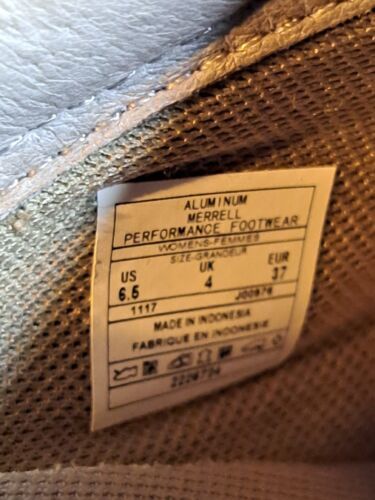 ALUMINUM
MERRELL
PERFORMANCE FOOTWEAR
WOMENS-FEMMES
SIZE-GRANDEUR
US UK EUR
6.5 4 37
1117 J00976
MADE IN INDONESIA
FABRIQUE EN INDONESIE